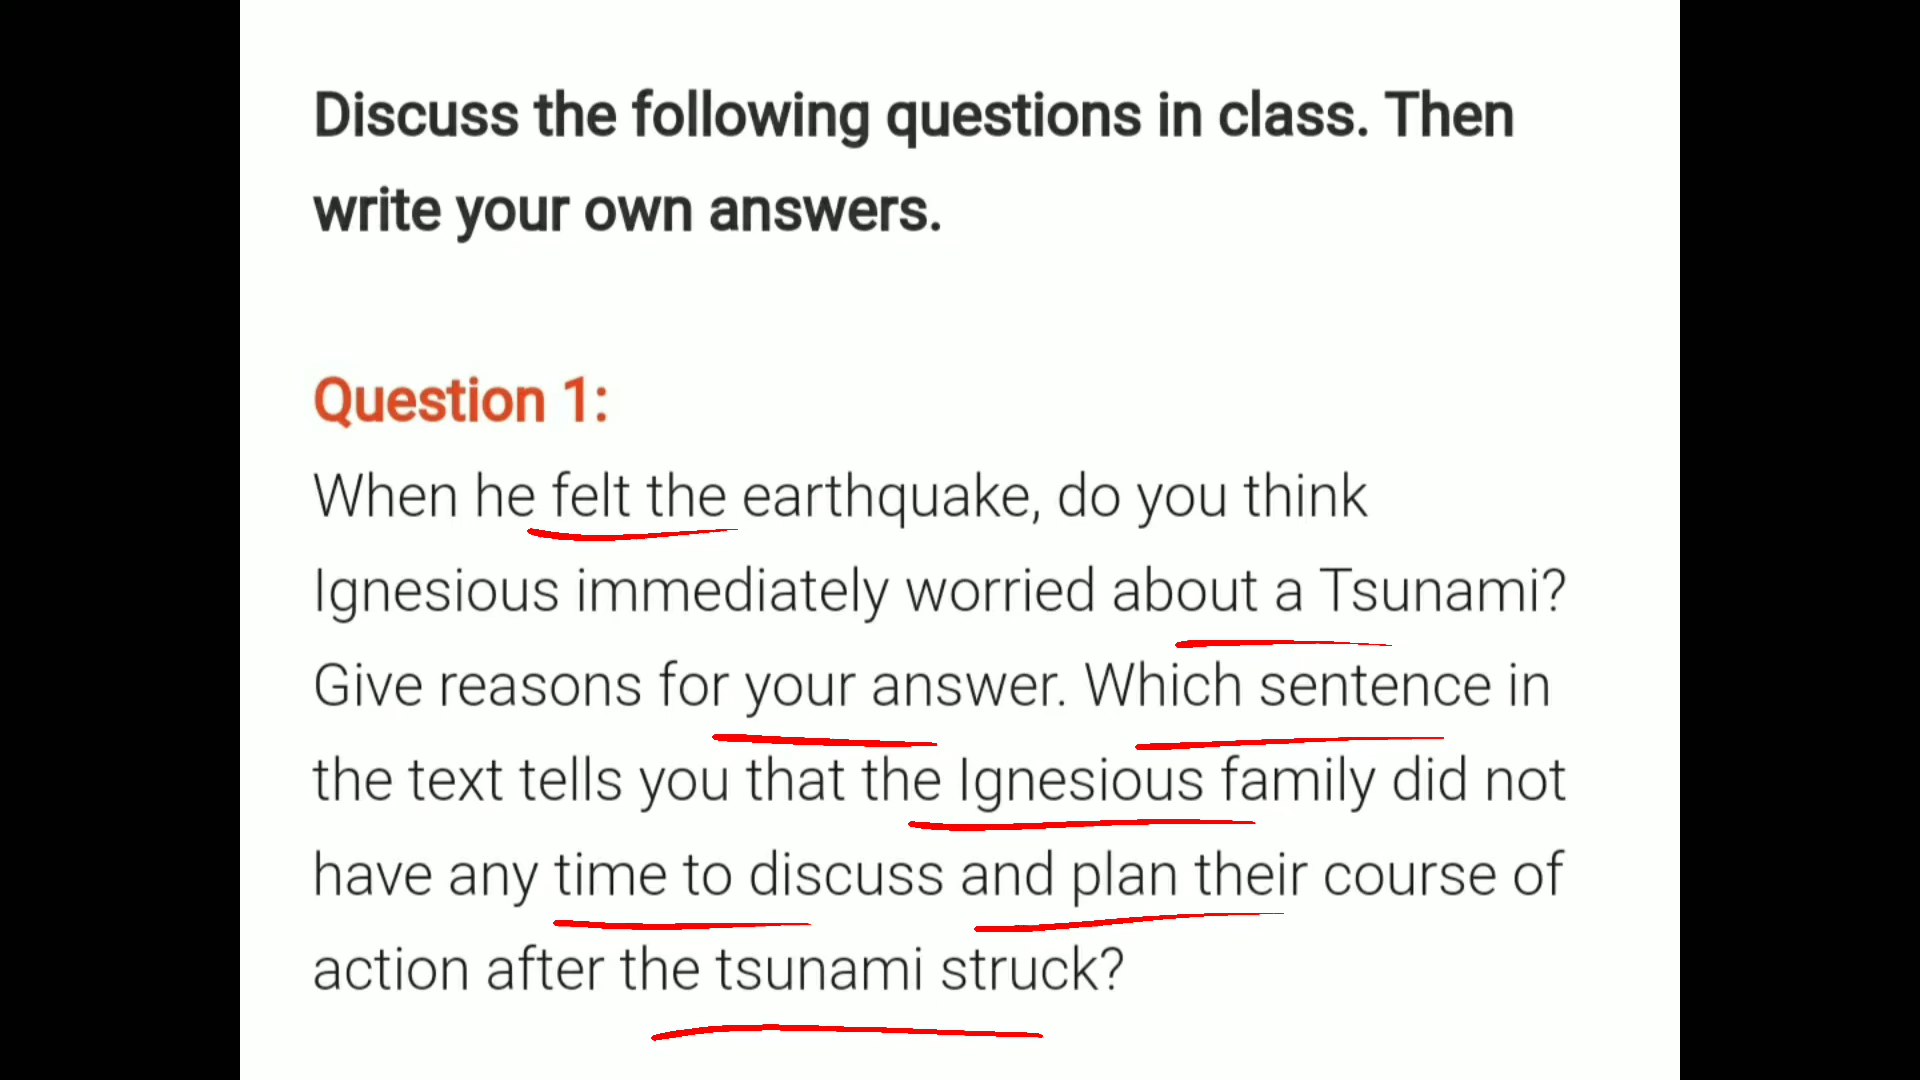 Discuss the following questions in class. Then
write your own answers.
Question 1:
When he felt the earthquake, do you think
Ignesious immediately worried about a Tsunami?
Give reasons for your answer. Which sentence in
the text tells you that the Ignesious family did not
have any time to discuss and plan their course of
action after the tsunami struck?